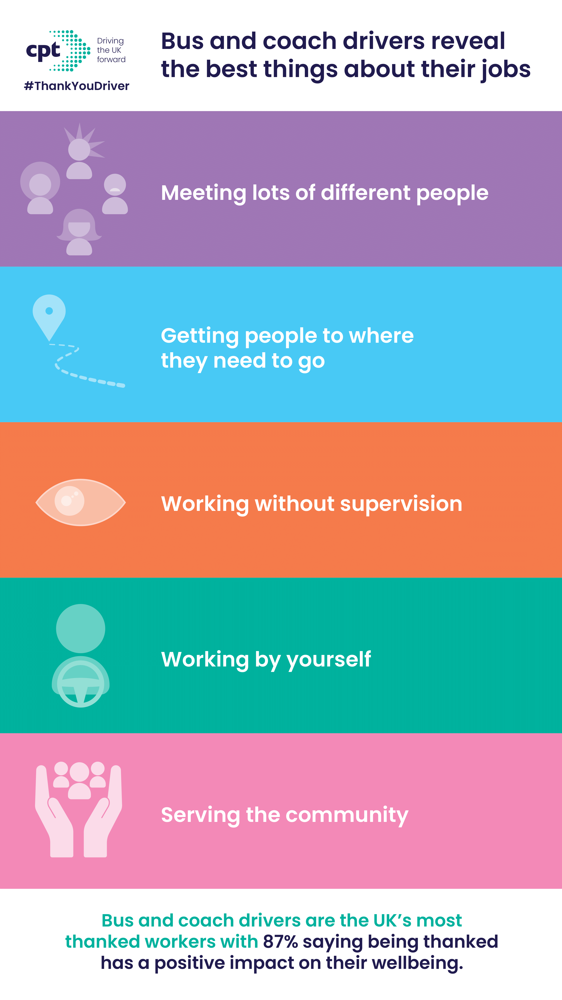 cpt
Driving
the UK
forward
#ThankYouDriver
Bus and coach drivers reveal
the best things about their jobs
Meeting lots of different people
Getting people to where
they need to go
Working without supervision
Working by yourself
Serving the community
Bus and coach drivers are the UK’s most
thanked workers with 87% saying being thanked
has a positive impact on their wellbeing.